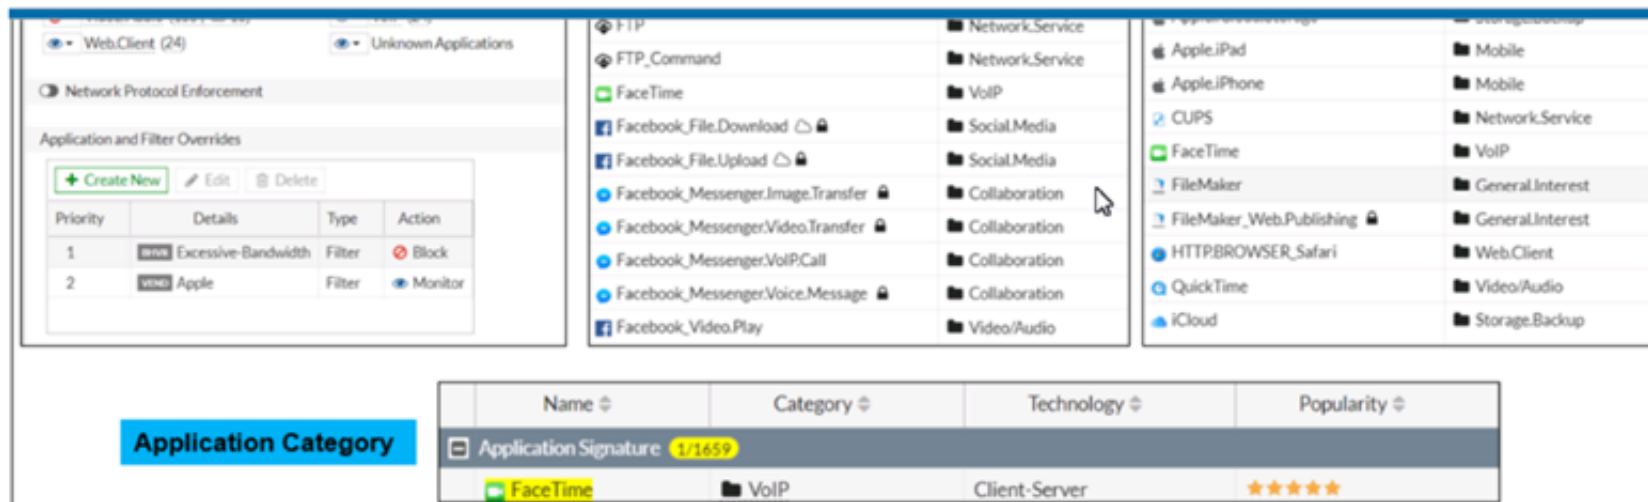 Web.Client (24)
Unknown Applications
Network Protocol Enforcement
Application and Filter Overrides
+ Create New Edit Delete
Priority Details Type Action
1 Excessive-Bandwidth Filter Block
2 Apple Filter Monitor
FTP Network.Service
FTP_Command Network.Service
FaceTime VoIP
Facebook_File.Download Social.Media
Facebook_File.Upload Social.Media
Facebook_Messenger.Image.Transfer Collaboration
Facebook_Messenger.Video.Transfer Collaboration
Facebook_Messenger.VoIP.Call Collaboration
Facebook_Messenger.Voice.Message Collaboration
Facebook_Video.Play Video/Audio
Apple.iPad Mobile
Apple.iPhone Mobile
CUPS Network.Service
FaceTime VoIP
FileMaker General.Interest
FileMaker_Web.Publishing General.Interest
HTTP.BROWSER_Safari Web.Client
QuickTime Video/Audio
iCloud Storage.Backup
Application Category
Name Category Technology Popularity
Application Signature 1/1659
FaceTime VoIP Client-Server